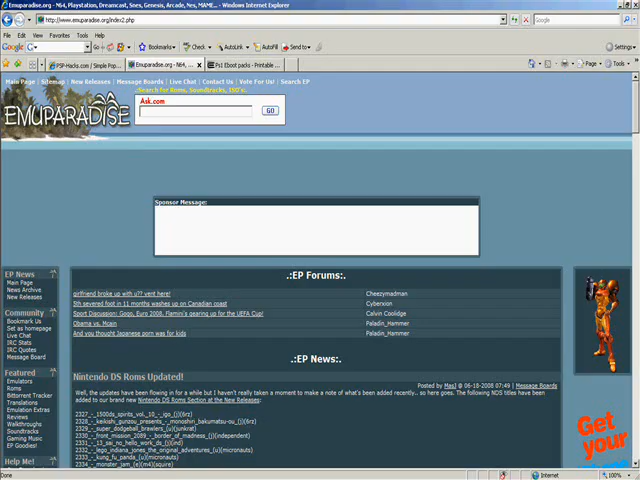 Emuparadise.org - N64, Playstation, Dreamcast, Snes, Genesis, Arcade, Nes, MAME... - Windows Internet Explorer
http://www.emuparadise.org/index2.php
Google
File Edit View Favorites Tools Help
Google Go Bookmarks Check AutoLink AutoFill Send to Settings
PSP-Hacks.com / Simple Pop... Emuparadise.org - N64, ... Ps1 Eboot packs - Printable ... Page Tools
Main Page | Sitemap | New Releases | Message Boards | Live Chat | Contact Us | Vote For Us! | Search EP
.:Search for Roms, Soundtracks, ISO's.
Ask.com
GO
EMUPARADISE
Sponsor Message:
EP News
Main Page
News Archive
New Releases
Community
Bookmark Us
Set as homepage
Live Chat
IRC Stats
IRC Quotes
Message Board
Featured
Emulators
Roms
Bittorrent Tracker
Translations
Emulation Extras
Reviews
Walkthroughs
Soundtracks
Gaming Music
EP Goodies!
Help Me!
.:EP Forums:.
girlfriend broke up with u?? vent here! Cheezymadman
5th severed foot in 11 months washes up on Canadian coast Cyberxion
Sport Discussion: Gogo, Euro 2008, Flamin's gearing up for the UEFA Cup! Calvin Coolidge
Obama vs. Mcain Paladin_Hammer
And you thought Japanese porn was for kids Paladin_Hammer
.:EP News:.
Nintendo DS Roms Updated!
Posted by MasJ @ 06-18-2008 07:49 | Message Boards
Well, the updates have been flowing in for a while but I haven't really taken a moment to make a note of what's been added recently.. so here goes. The following NDS titles have been
added to our brand new Nintendo DS Roms Section at the New Releases:
2327_-_1500ds_spirits_vol._10_-_igo_(j)(6rz)
2328_-_keikishi_gunzou_presents_-_monoshiri_bakumatsu-ou_(j)(6rz)
2329_-_super_dodgeball_brawlers_(u)(junkrat)
2330_-_front_mission_2089_-_border_of_madness_(j)(independent)
2331_-_13_sai_no_hello_work_ds_(j)(ind)
2332_-_lego_indiana_jones_the_original_adventures_(u)(micronauts)
2333_-_kung_fu_panda_(u)(micronauts)
2334_-_monster_jam_(e)(m4)(squire)
Get
your
Done Internet 100%